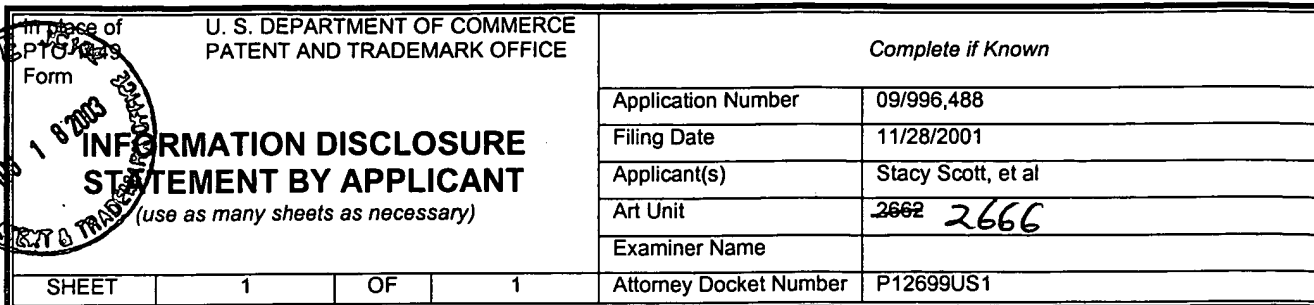 In place of U. S. DEPARTMENT OF COMMERCE
PTO-1449 PATENT AND TRADEMARK OFFICE
Form
Complete if Known
Application Number 09/996,488
18 2003
INFORMATION DISCLOSURE
Filing Date 11/28/2001
STATEMENT BY APPLICANT
Applicant(s) Stacy Scott, et al
(use as many sheets as necessary)
Art Unit 2662 2666
Examiner Name
SHEET 1 OF 1 Attorney Docket Number P12699US1